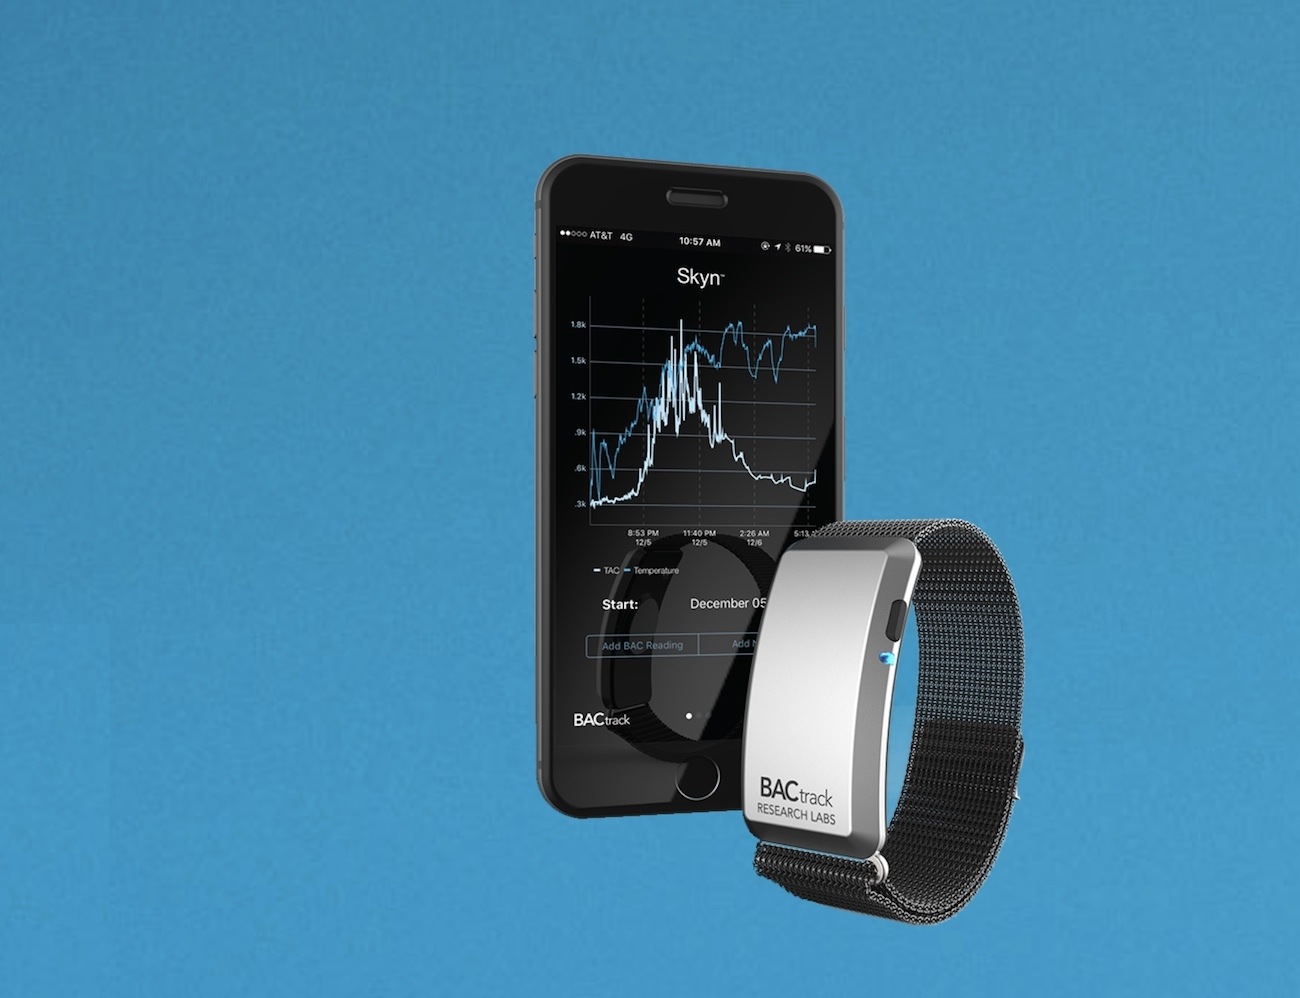 AT&T 4G 10:57 AM 61%
Skyn™
1.8k
1.5k
1.2k
.9k
.6k
.3k
8:53 PM 11:40 PM 2:26 AM 5:13
12/5 12/5 12/6
TAC Temperature
Start: December 05
Add BAC Reading Add
BACtrack
BACtrack
RESEARCH LABS